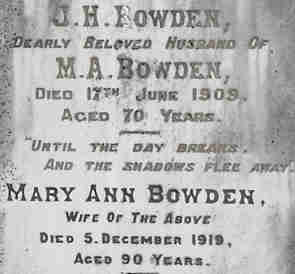 J.H. BOWDEN,
DEARLY BELOVED HUSBAND OF
M.A. BOWDEN,
DIED 17TH JUNE 1909,
AGED 70 YEARS.
"UNTIL THE DAY BREAKS,
AND THE SHADOWS FLEE AWAY"
MARY ANN BOWDEN,
WIFE OF THE ABOVE
DIED 5. DECEMBER 1919,
AGED 90 YEARS.